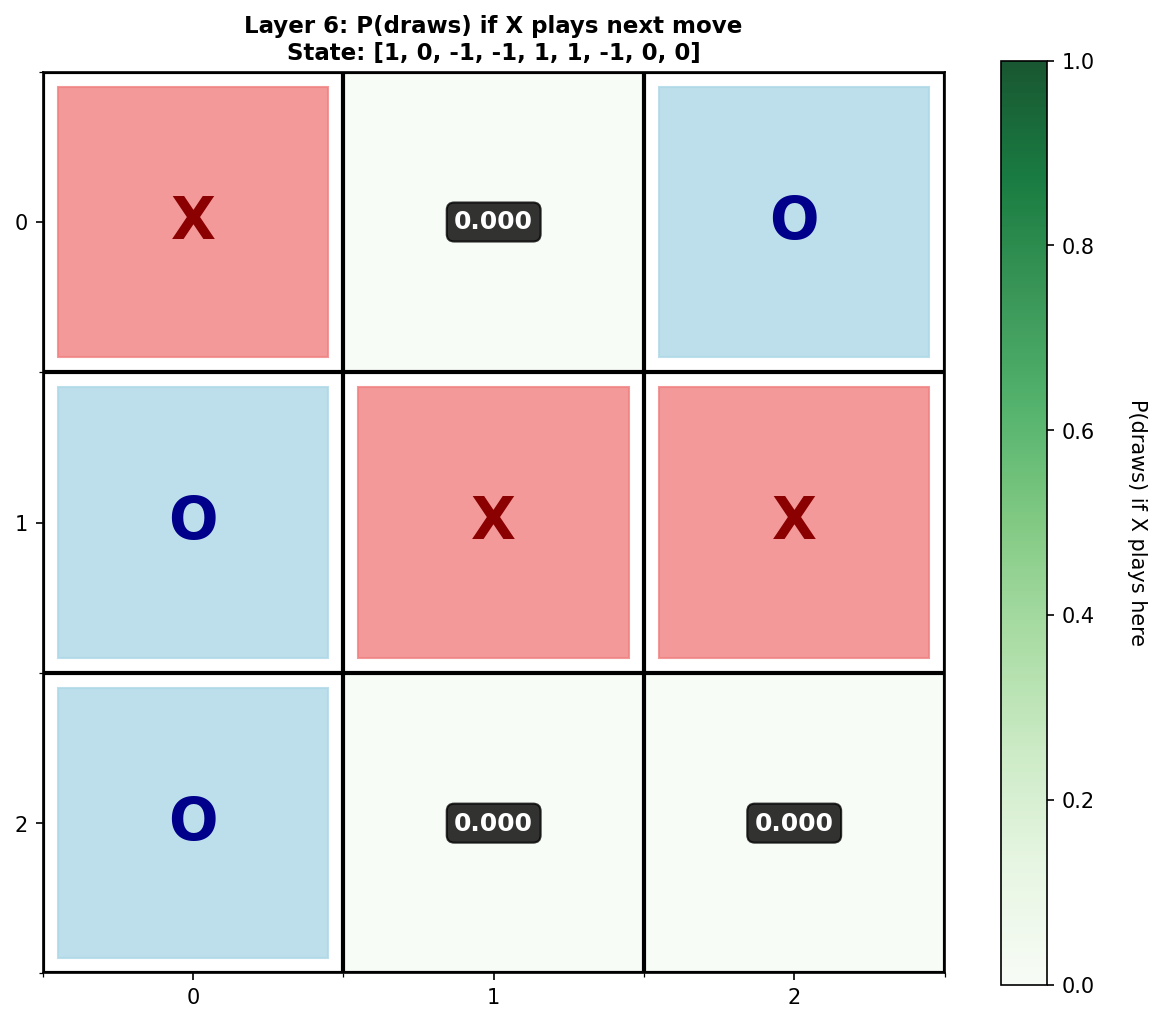 Layer 6: P(draws) if X plays next move
State: [1, 0, -1, -1, 1, 1, -1, 0, 0]
0
X
0.000
O
1
O
X
X
2
O
0.000
0.000
0
1
2
1.0
0.8
0.6
0.4
0.2
0.0
P(draws) if X plays here